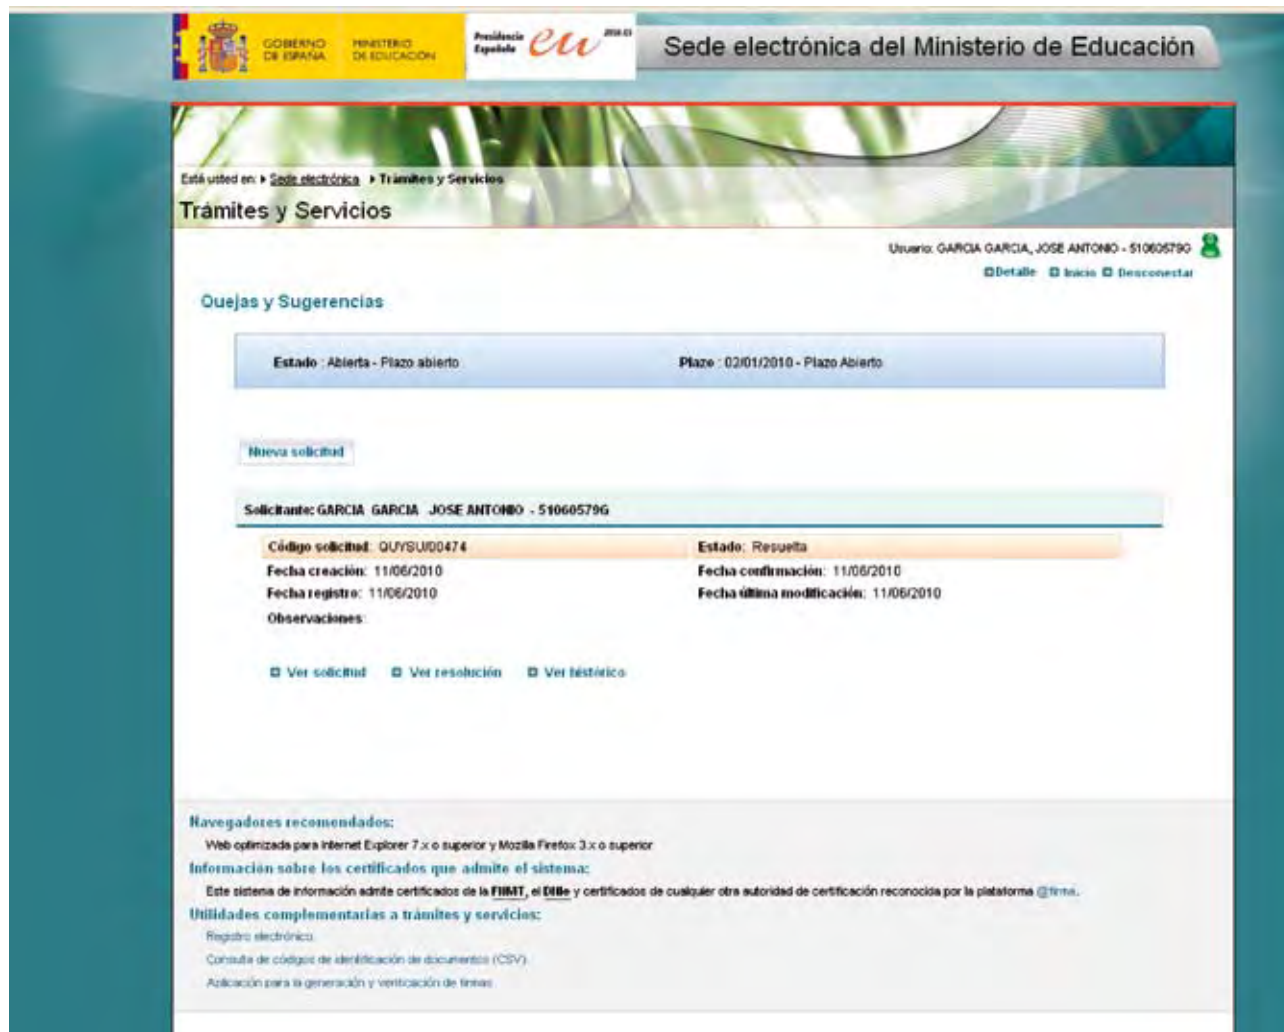 GOBIERNO DE ESPAÑA
MINISTERIO DE EDUCACIÓN
Presidencia Española eu 2010.es
Sede electrónica del Ministerio de Educación
Está usted en: Sede electrónica Trámites y Servicios
Trámites y Servicios
Usuario: GARCIA GARCIA, JOSE ANTONIO - 51060579G
Detalle Inicio Desconectar
Quejas y Sugerencias
Estado : Abierta - Plazo abierto Plazo : 02/01/2010 - Plazo Abierto
Nueva solicitud
Solicitante: GARCIA GARCIA JOSE ANTONIO - 51060579G
Código solicitud: QUYSU/00474 Estado: Resuelta
Fecha creación: 11/06/2010 Fecha confirmación: 11/06/2010
Fecha registro: 11/06/2010 Fecha última modificación: 11/06/2010
Observaciones:
Ver solicitud Ver resolución Ver histórico
Navegadores recomendados:
Web optimizada para Internet Explorer 7.x o superior y Mozilla Firefox 3.x o superior
Información sobre los certificados que admite el sistema:
Este sistema de información admite certificados de la FNMT, el DNIe y certificados de cualquier otra autoridad de certificación reconocida por la plataforma @firma.
Utilidades complementarias a trámites y servicios:
Registro electrónico
Consulta de códigos de identificación de documentos (CSV)
Aplicación para la generación y verificación de firmas